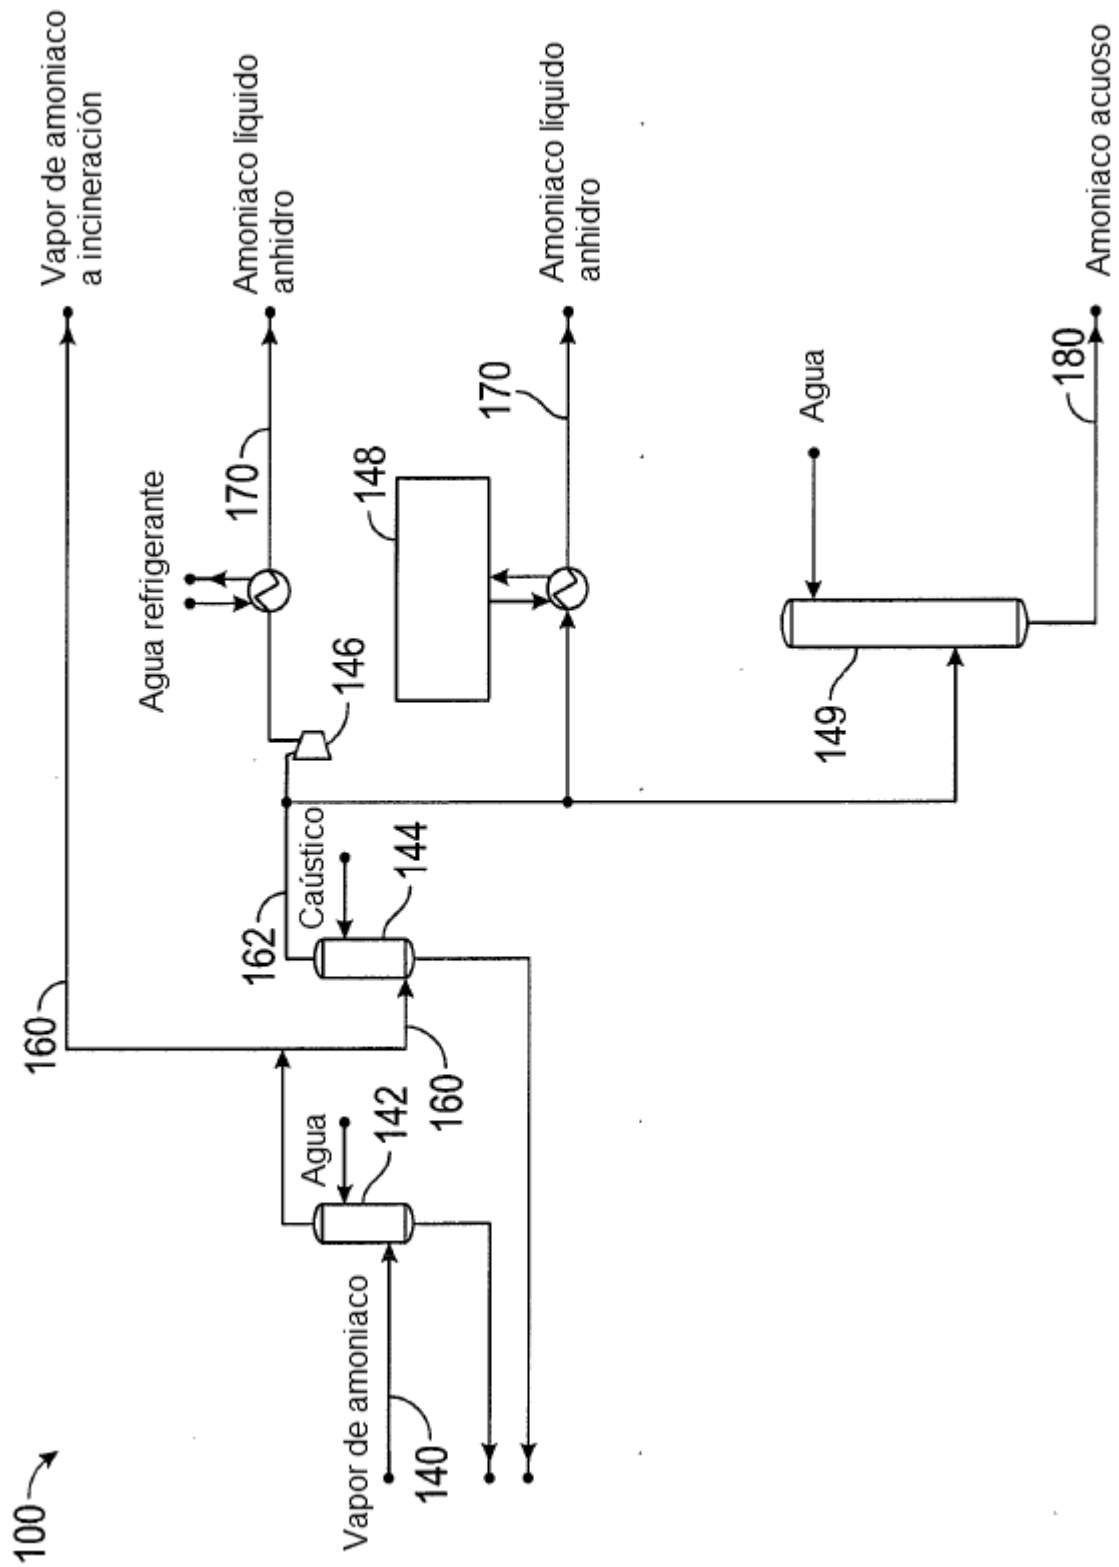 100
160
Vapor de amoniaco
a incineración
Agua refrigerante
170
Amoniaco líquido
anhidro
162
Caústico
Agua
146
Vapor de amoniaco
142
144
148
140
160
170
Amoniaco líquido
anhidro
149
Agua
180
Amoniaco acuoso